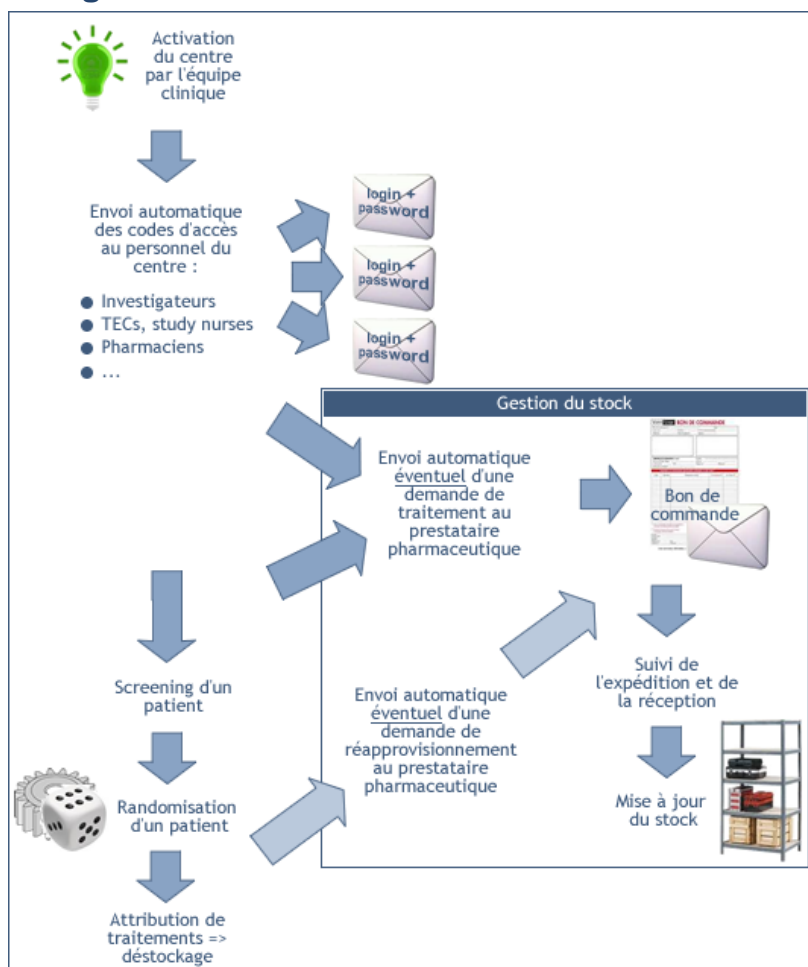 Activation
du centre
par l'équipe
clinique
Envoi automatique
des codes d'accès
au personnel du
centre :
● Investigateurs
● TECs, study nurses
● Pharmaciens
● ...
login +
password
login +
password
login +
password
Gestion du stock
Envoi automatique
éventuel d'une
demande de
traitement au
prestataire
pharmaceutique
BON DE COMMANDE
Bon de
commande
Suivi de
l'expédition et de
la réception
Mise à jour
du stock
Envoi automatique
éventuel d'une
demande de
réapprovisionnement
au prestataire
pharmaceutique
Screening d'un
patient
Randomisation
d'un patient
Attribution de
traitements =>
déstockage